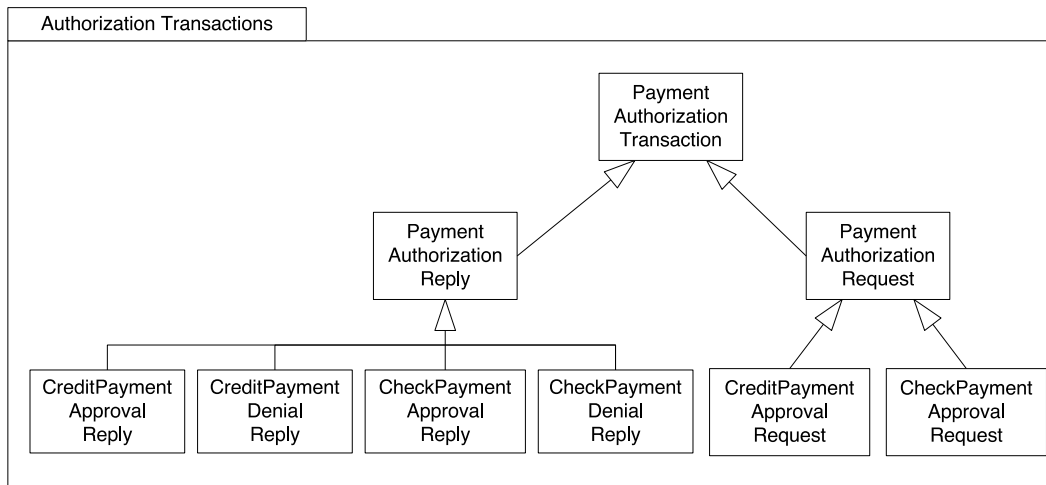 Authorization Transactions
Payment
Authorization
Transaction
Payment
Authorization
Reply
Payment
Authorization
Request
CreditPayment
Approval
Reply
CreditPayment
Denial
Reply
CheckPayment
Approval
Reply
CheckPayment
Denial
Reply
CreditPayment
Approval
Request
CheckPayment
Approval
Request